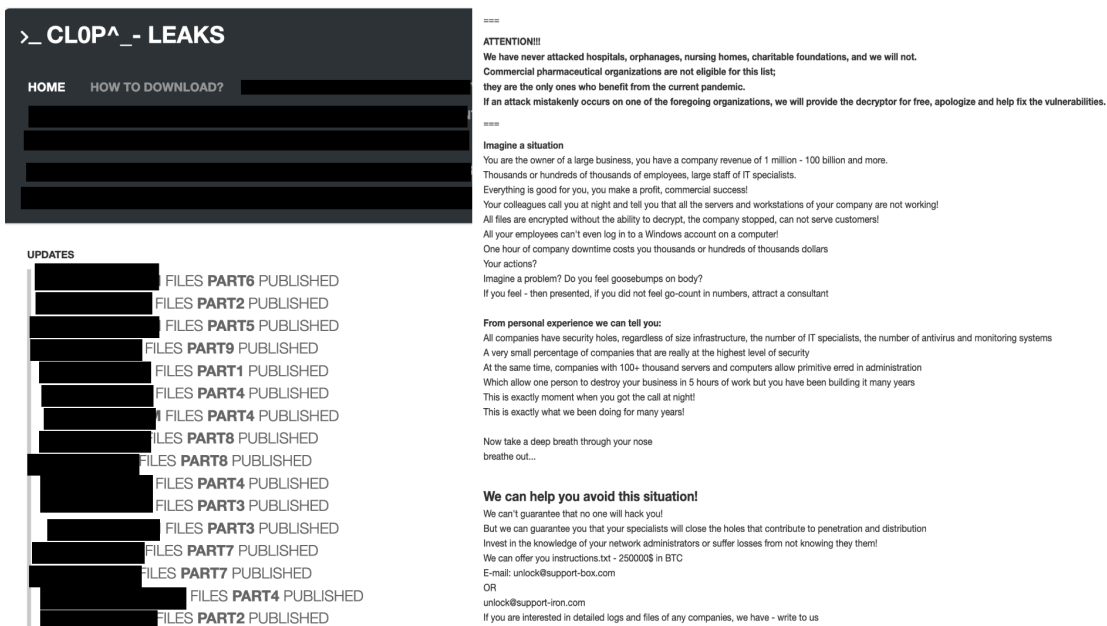 >_ CL0P^_- LEAKS
HOME HOW TO DOWNLOAD?
UPDATES
FILES PART6 PUBLISHED
FILES PART2 PUBLISHED
FILES PART5 PUBLISHED
FILES PART9 PUBLISHED
FILES PART1 PUBLISHED
FILES PART4 PUBLISHED
FILES PART4 PUBLISHED
FILES PART8 PUBLISHED
FILES PART8 PUBLISHED
FILES PART4 PUBLISHED
FILES PART3 PUBLISHED
FILES PART3 PUBLISHED
FILES PART7 PUBLISHED
FILES PART7 PUBLISHED
FILES PART4 PUBLISHED
FILES PART2 PUBLISHED
===
ATTENTION!!!
We have never attacked hospitals, orphanages, nursing homes, charitable foundations, and we will not.
Commercial pharmaceutical organizations are not eligible for this list;
they are the only ones who benefit from the current pandemic.
If an attack mistakenly occurs on one of the foregoing organizations, we will provide the decryptor for free, apologize and help fix the vulnerabilities.
===
Imagine a situation
You are the owner of a large business, you have a company revenue of 1 million - 100 billion and more.
Thousands or hundreds of thousands of employees, large staff of IT specialists.
Everything is good for you, you make a profit, commercial success!
Your colleagues call you at night and tell you that all the servers and workstations of your company are not working!
All files are encrypted without the ability to decrypt, the company stopped, can not serve customers!
All your employees can't even log in to a Windows account on a computer!
One hour of company downtime costs you thousands or hundreds of thousands dollars
Your actions?
Imagine a problem? Do you feel goosebumps on body?
If you feel - then presented, if you did not feel go-count in numbers, attract a consultant
From personal experience we can tell you:
All companies have security holes, regardless of size infrastructure, the number of IT specialists, the number of antivirus and monitoring systems
A very small percentage of companies that are really at the highest level of security
At the same time, companies with 100+ thousand servers and computers allow primitive erred in administration
Which allow one person to destroy your business in 5 hours of work but you have been building it many years
This is exactly moment when you got the call at night!
This is exactly what we been doing for many years!
Now take a deep breath through your nose
breathe out...
We can help you avoid this situation!
We can't guarantee that no one will hack you!
But we can guarantee you that your specialists will close the holes that contribute to penetration and distribution
Invest in the knowledge of your network administrators or suffer losses from not knowing they them!
We can offer you instructions.txt - 250000$ in BTC
E-mail: unlock@support-box.com
OR
unlock@support-iron.com
If you are interested in detailed logs and files of any companies, we have - write to us